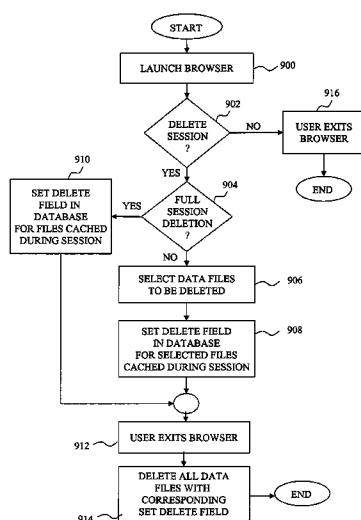 START
LAUNCH BROWSER
900
902
DELETE
SESSION
?
NO
916
USER EXITS
BROWSER
END
YES
904
FULL
SESSION
DELETION
?
YES
910
SET DELETE
FIELD IN
DATABASE
FOR FILES CACHED
DURING SESSION
NO
SELECT DATA FILES
TO BE DELETED
906
SET DELETE FIELD
IN DATABASE
FOR SELECTED FILES
CACHED DURING SESSION
908
912
USER EXITS BROWSER
DELETE ALL DATA
FILES WITH
CORRESPONDING
SET DELETE FIELD
914
END